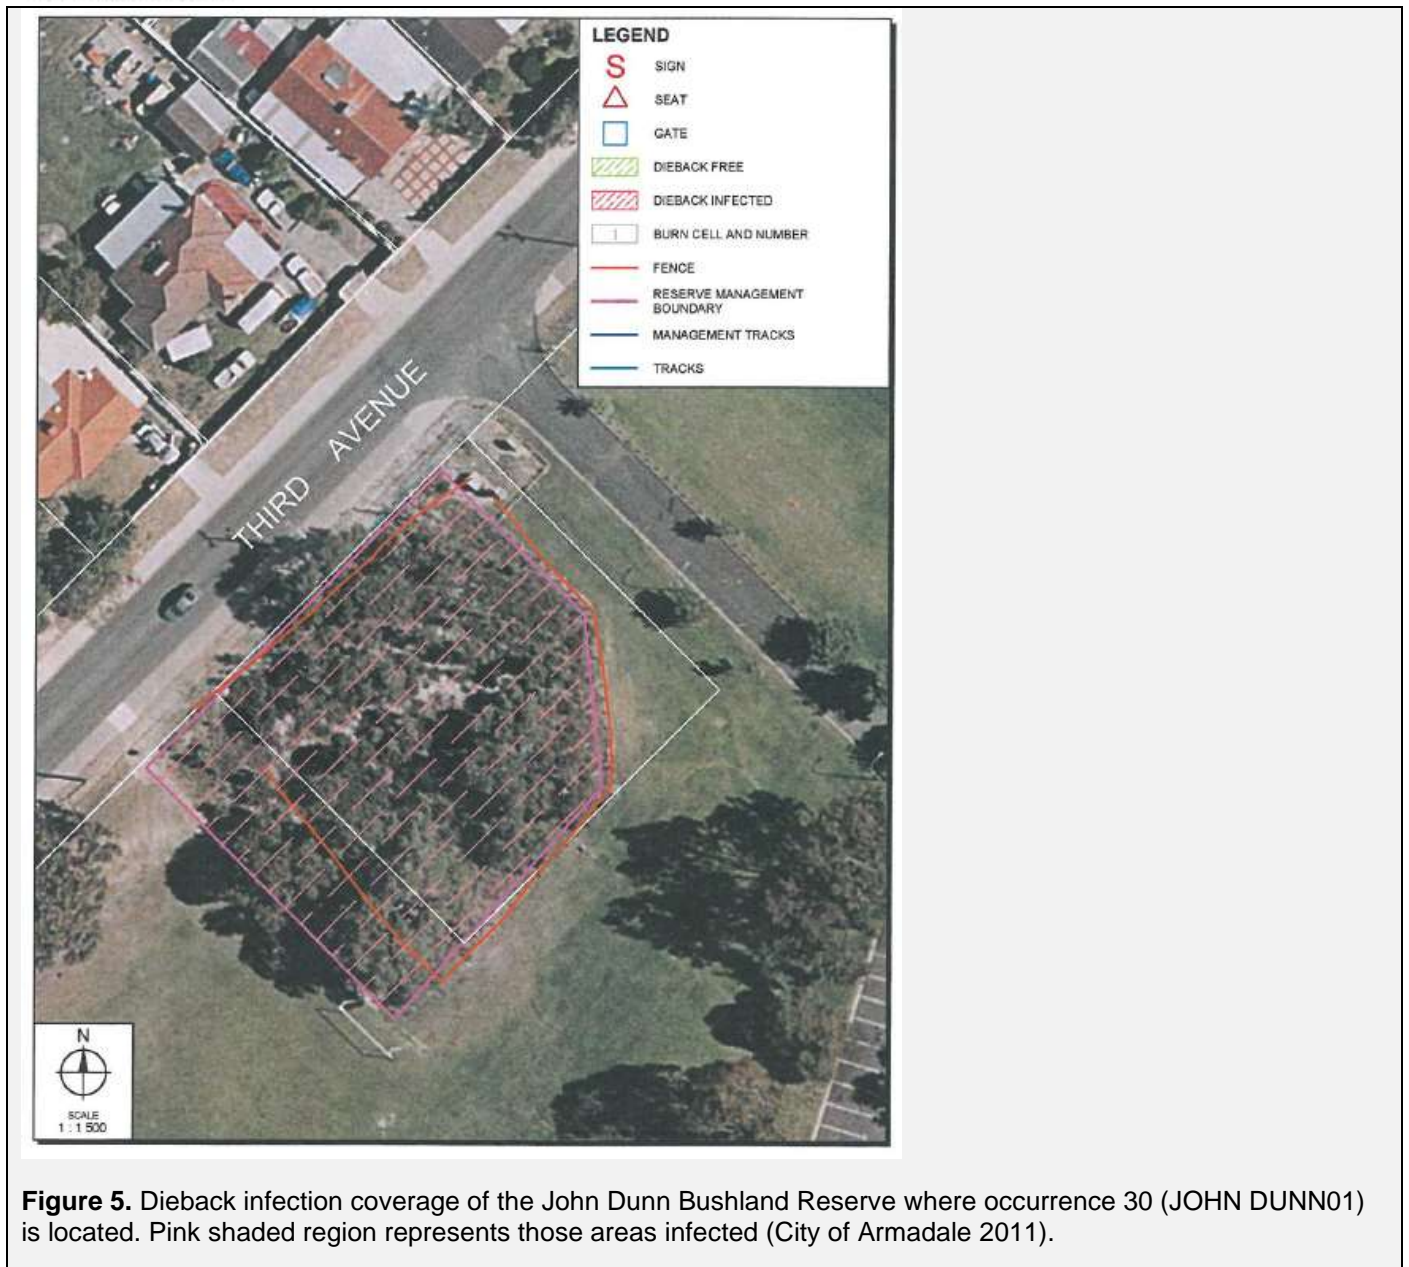 LEGEND
S SIGN
SEAT
GATE
DIEBACK FREE
DIEBACK INFECTED
1 BURN CELL AND NUMBER
FENCE
RESERVE MANAGEMENT
BOUNDARY
MANAGEMENT TRACKS
TRACKS
THIRD AVENUE
N
SCALE
1 : 1 500
Figure 5. Dieback infection coverage of the John Dunn Bushland Reserve where occurrence 30 (JOHN DUNN01)
is located. Pink shaded region represents those areas infected (City of Armadale 2011).